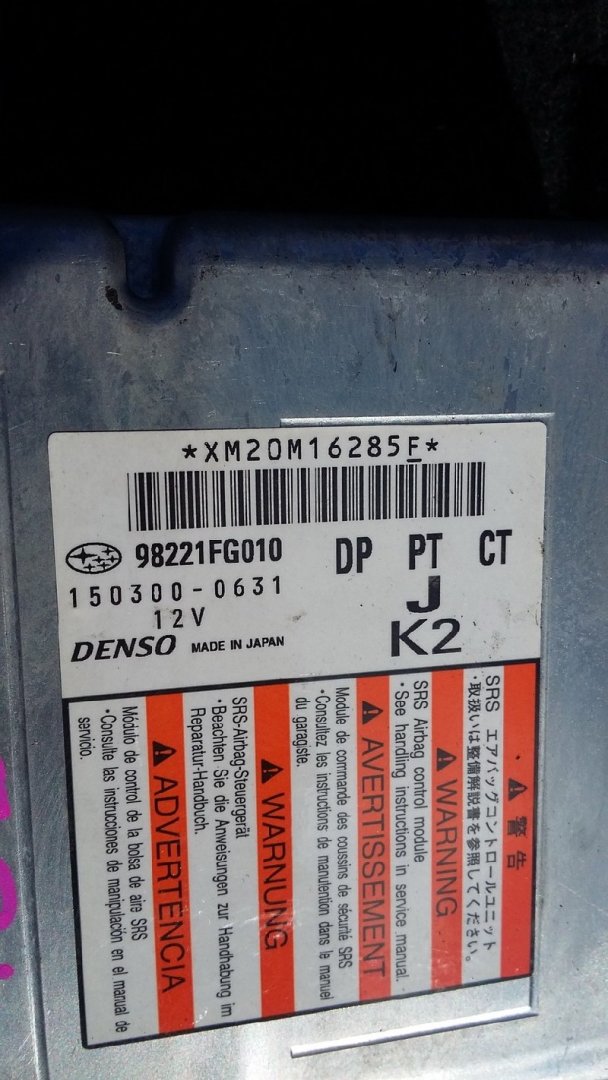 *XM20M16285F*
98221FG010 DP PT CT
150300-0631 J
12V K2
DENSO MADE IN JAPAN
警告
SRS エアバッグコントロールユニット
・取扱いは整備解説書を参照してください。
WARNING
SRS Airbag control module
・See handling instructions in service manual.
AVERTISSEMENT
Module de commande des coussins de sécurité SRS
・Consultez les instructions de manutention dans le manuel
du garagiste.
WARNUNG
SRS-Airbag-Steuergerät
・Beachten Sie die Anweisungen zur Handhabung im
Reparatur-Handbuch.
ADVERTENCIA
Módulo de control de la bolsa de aire SRS
・Consulte las instrucciones de manipulación en el manual de
servicio.